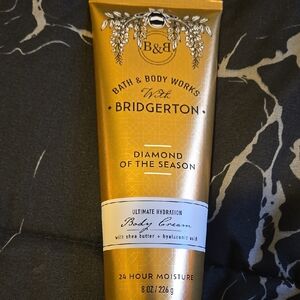 B&B
BATH & BODY WORKS
With
• BRIDGERTON •
DIAMOND
OF THE SEASON
ULTIMATE HYDRATION
Body Cream
with shea butter + hyaluronic acid
24 HOUR MOISTURE
8 OZ / 226 g